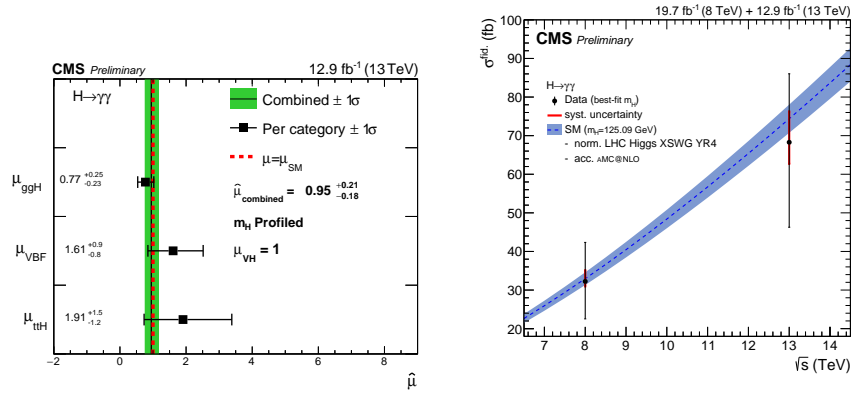 CMS Preliminary 12.9 fb⁻¹ (13 TeV)
H→γγ
Combined ± 1σ
Per category ± 1σ
μ=μ_SM
μ̂_combined = 0.95 +0.21 −0.18
m_H Profiled
μ_VH = 1
μ_ggH 0.77 +0.25 -0.23
μ_VBF 1.61 +0.9 -0.8
μ_ttH 1.91 +1.5 -1.2
−2 0 2 4 6 8
μ̂
19.7 fb⁻¹ (8 TeV) + 12.9 fb⁻¹ (13 TeV)
σ^fid. (fb)
CMS Preliminary
H→γγ
Data (best-fit m_H)
syst. uncertainty
SM (m_H=125.09 GeV)
- norm. LHC Higgs XSWG YR4
- acc. AMC@NLO
100
90
80
70
60
50
40
30
20
7 8 9 10 11 12 13 14
√s (TeV)